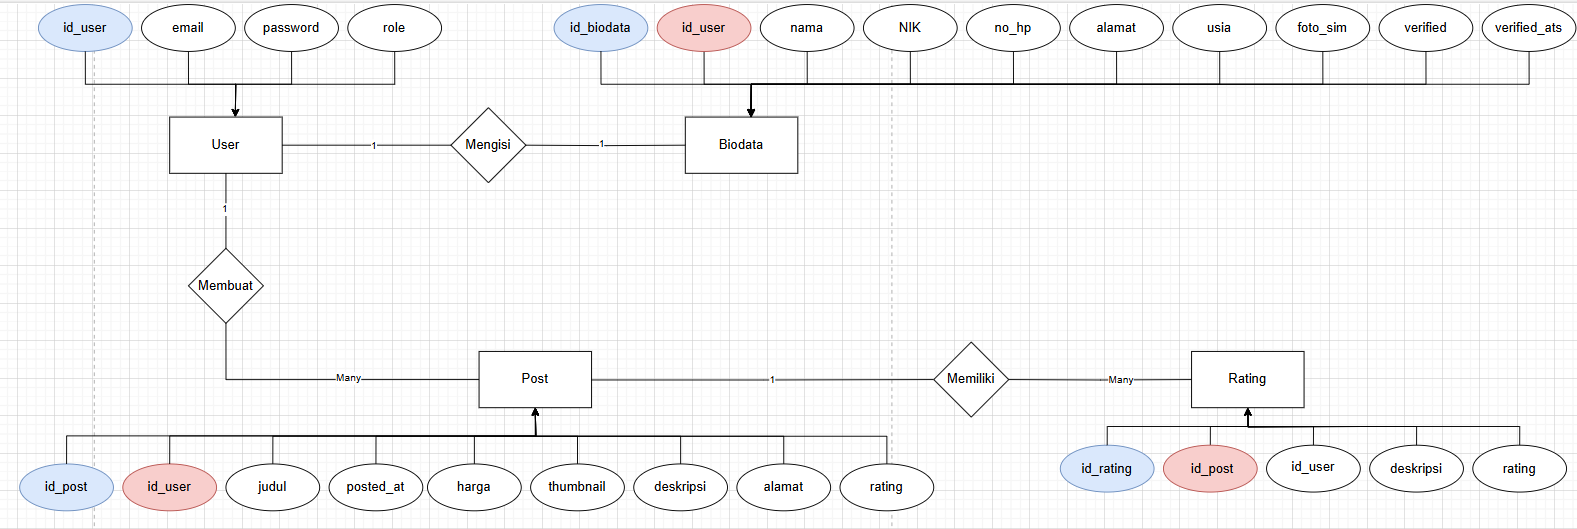 id_user
email
password
role
id_biodata
id_user
nama
NIK
no_hp
alamat
usia
foto_sim
verified
verified_ats
User
1
Mengisi
1
Biodata
1
Membuat
Many
Post
1
Memiliki
Many
Rating
id_post
id_user
judul
posted_at
harga
thumbnail
deskripsi
alamat
rating
id_rating
id_post
id_user
deskripsi
rating